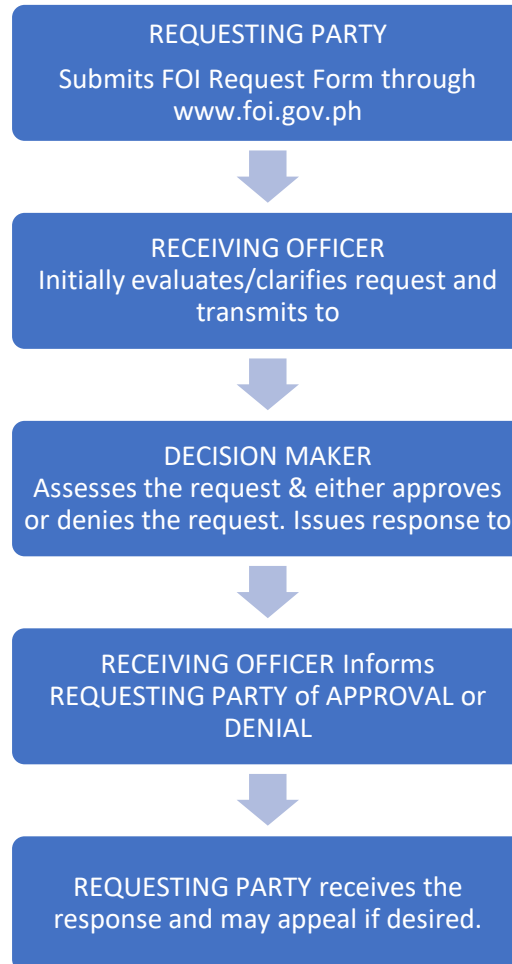 REQUESTING PARTY
Submits FOI Request Form through
www.foi.gov.ph
RECEIVING OFFICER
Initially evaluates/clarifies request and
transmits to
DECISION MAKER
Assesses the request & either approves
or denies the request. Issues response to
RECEIVING OFFICER Informs
REQUESTING PARTY of APPROVAL or
DENIAL
REQUESTING PARTY receives the
response and may appeal if desired.